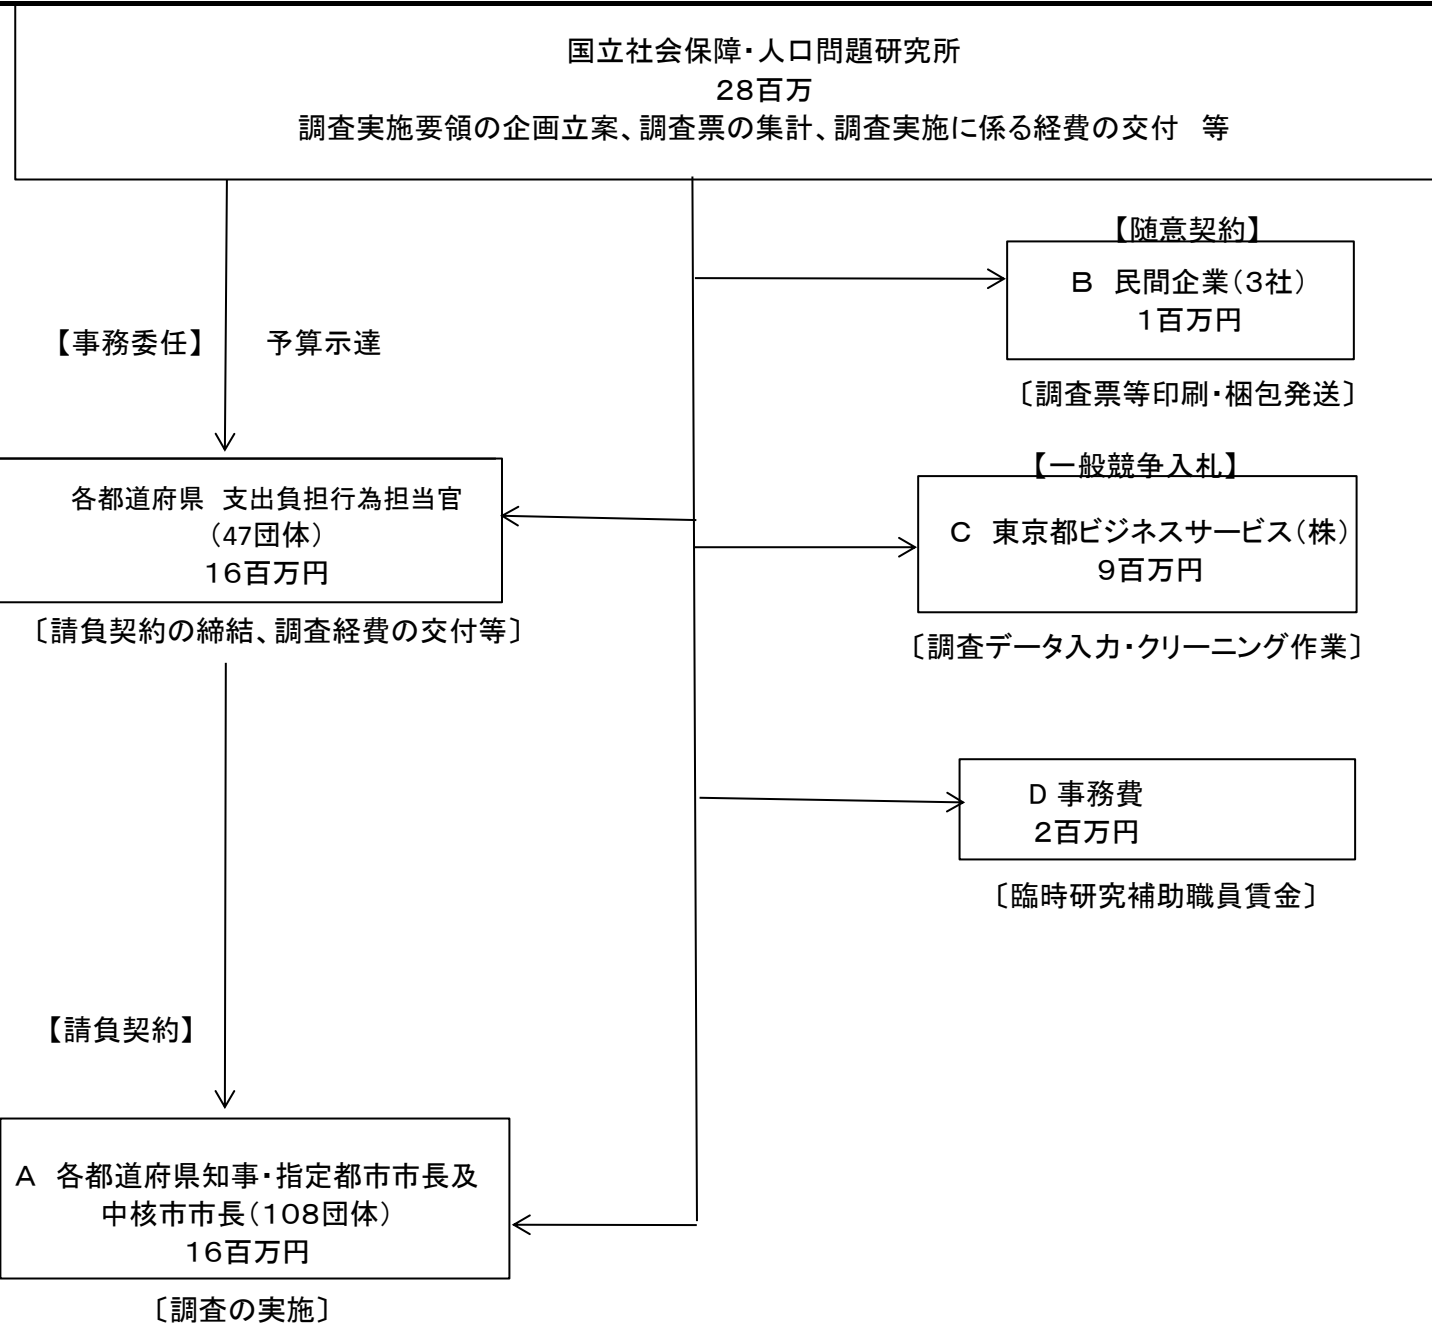 国立社会保障・人口問題研究所
28百万
調査実施要領の企画立案、調査票の集計、調査実施に係る経費の交付　等
【随意契約】
B　民間企業（3社）
1百万円
〔調査票等印刷・梱包発送〕
【事務委任】　予算示達
【一般競争入札】
C　東京都ビジネスサービス（株）
9百万円
〔調査データ入力・クリーニング作業〕
各都道府県　支出負担行為担当官
（47団体）
16百万円
〔請負契約の締結、調査経費の交付等〕
D 事務費
2百万円
〔臨時研究補助職員賃金〕
【請負契約】
A　各都道府県知事・指定都市市長及
中核市市長（108団体）
16百万円
〔調査の実施〕